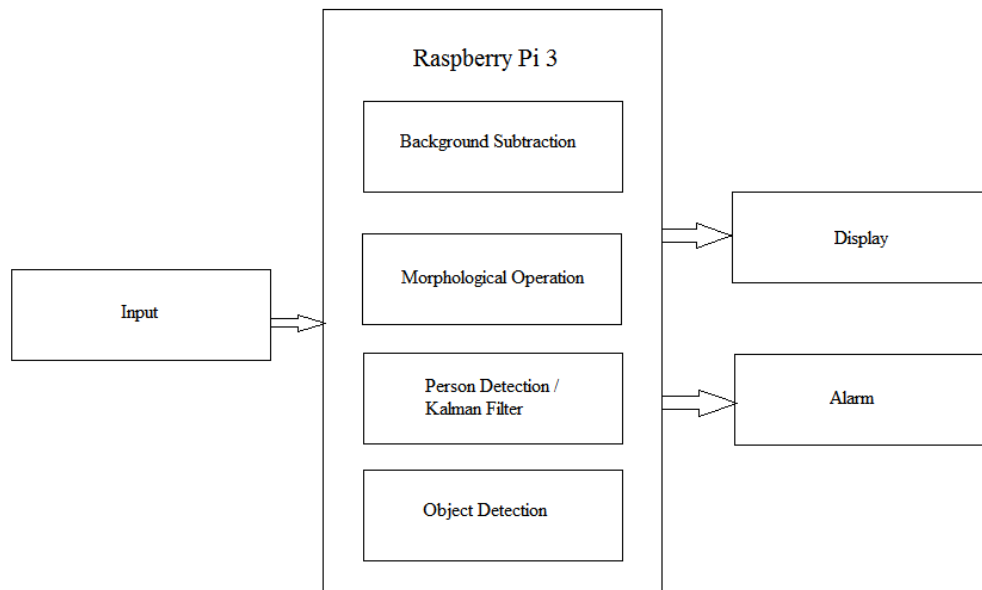 Raspberry Pi 3
Background Subtraction
Morphological Operation
Person Detection /
Kalman Filter
Object Detection
Input
Display
Alarm